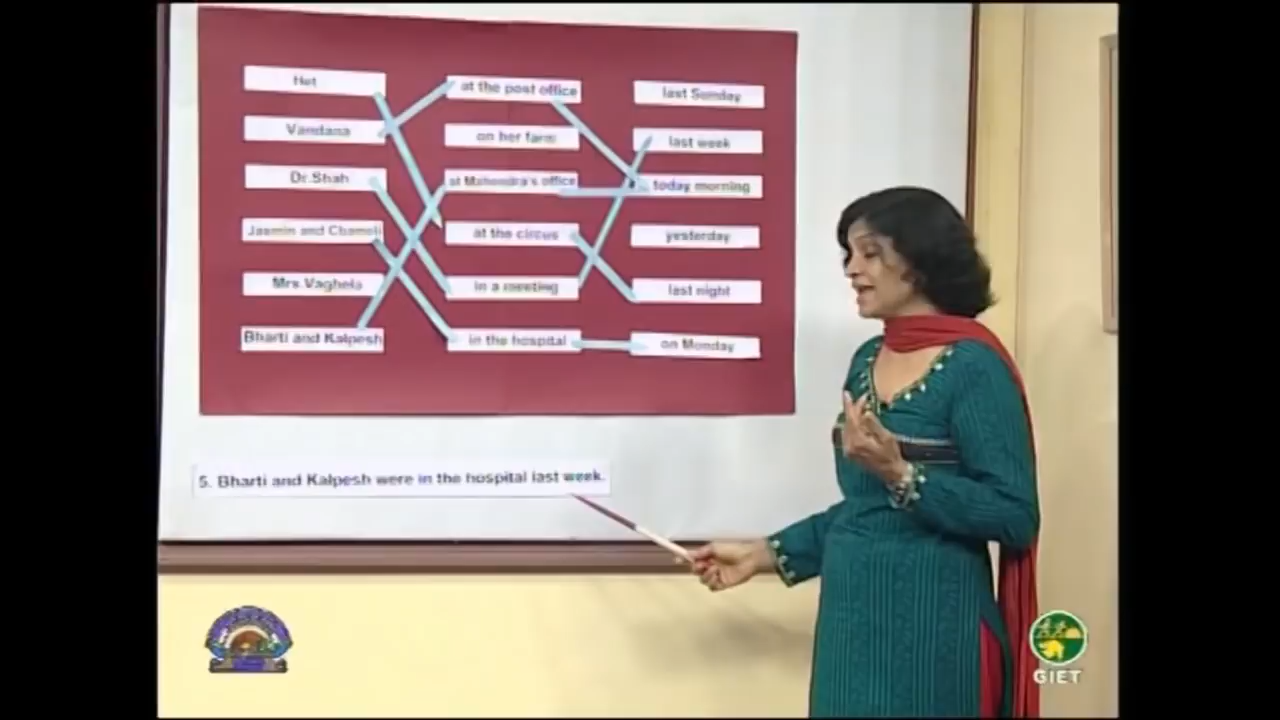 Het at the post office last Sunday
Vandana on her farm last week
Dr.Shah at Mahendra's office today morning
Jasmin and Chameli at the circus yesterday
Mrs.Vaghela in a meeting last night
Bharti and Kalpesh in the hospital on Monday
5. Bharti and Kalpesh were in the hospital last week.
GIET